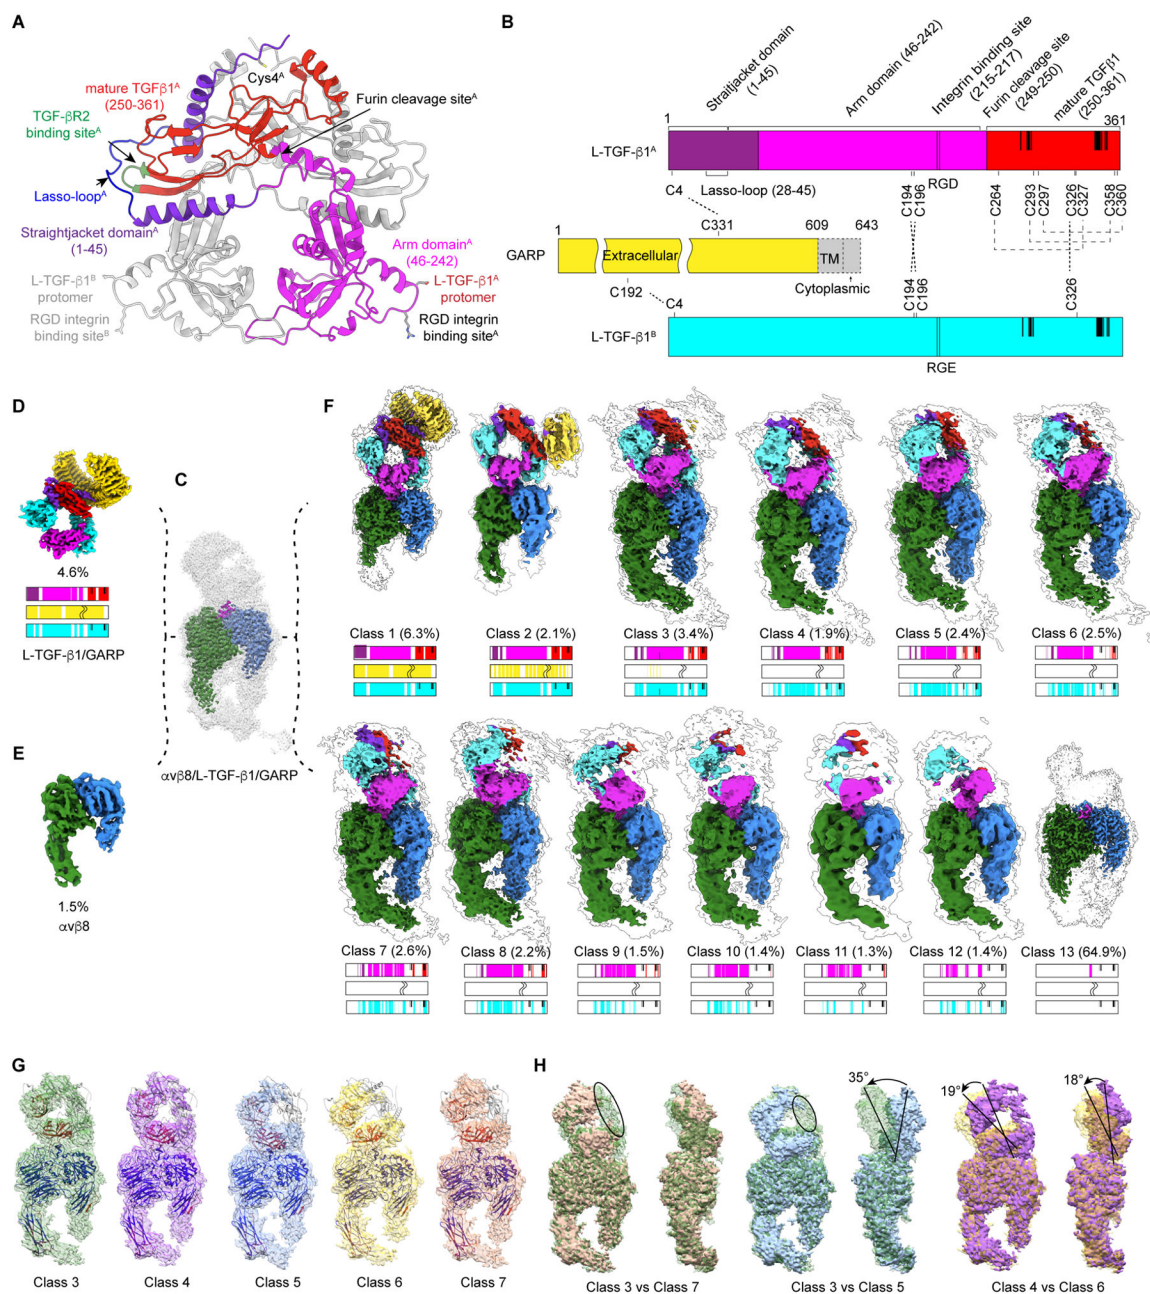 A
Cys4ᴬ
mature TGFβ1ᴬ
(250-361)
TGF-βR2
binding siteᴬ
Furin cleavage siteᴬ
Lasso-loopᴬ
Straightjacket domainᴬ
(1-45)
Arm domainᴬ
(46-242)
L-TGF-β1ᴮ
protomer
RGD integrin
binding siteᴮ
L-TGF-β1ᴬ
protomer
RGD integrin
binding siteᴬ
B
Straitjacket domain
(1-45)
Arm domain (46-242)
Integrin binding site
(215-217)
Furin cleavage site
(249-250)
mature TGFβ1
(250-361)
1
361
L-TGF-β1ᴬ
RGD
C4
Lasso-loop (28-45)
C194
C196
C264
C293
C297
C326
C327
C358
C360
C331
1
609
643
GARP
Extracellular
TM
Cytoplasmic
C192
C4
C194
C196
C326
L-TGF-β1ᴮ
RGE
D
4.6%
L-TGF-β1/GARP
C
αvβ8/L-TGF-β1/GARP
E
1.5%
αvβ8
F
Class 1 (6.3%)
Class 2 (2.1%)
Class 3 (3.4%)
Class 4 (1.9%)
Class 5 (2.4%)
Class 6 (2.5%)
Class 7 (2.6%)
Class 8 (2.2%)
Class 9 (1.5%)
Class 10 (1.4%)
Class 11 (1.3%)
Class 12 (1.4%)
Class 13 (64.9%)
G
Class 3
Class 4
Class 5
Class 6
Class 7
H
35°
19°
18°
Class 3 vs Class 7
Class 3 vs Class 5
Class 4 vs Class 6